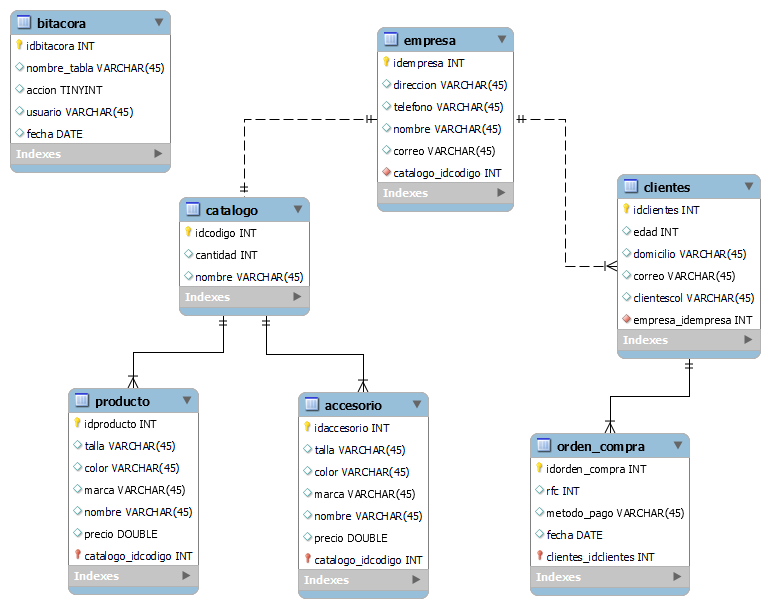 bitacora
idbitacora INT
nombre_tabla VARCHAR(45)
accion TINYINT
usuario VARCHAR(45)
fecha DATE
Indexes
empresa
idempresa INT
direccion VARCHAR(45)
telefono VARCHAR(45)
nombre VARCHAR(45)
correo VARCHAR(45)
catalogo_idcodigo INT
Indexes
catalogo
idcodigo INT
cantidad INT
nombre VARCHAR(45)
Indexes
clientes
idclientes INT
edad INT
domicilio VARCHAR(45)
correo VARCHAR(45)
clientescol VARCHAR(45)
empresa_idempresa INT
Indexes
producto
idproducto INT
talla VARCHAR(45)
color VARCHAR(45)
marca VARCHAR(45)
nombre VARCHAR(45)
precio DOUBLE
catalogo_idcodigo INT
Indexes
accesorio
idaccesorio INT
talla VARCHAR(45)
color VARCHAR(45)
marca VARCHAR(45)
nombre VARCHAR(45)
precio DOUBLE
catalogo_idcodigo INT
Indexes
orden_compra
idorden_compra INT
rfc INT
metodo_pago VARCHAR(45)
fecha DATE
clientes_idclientes INT
Indexes